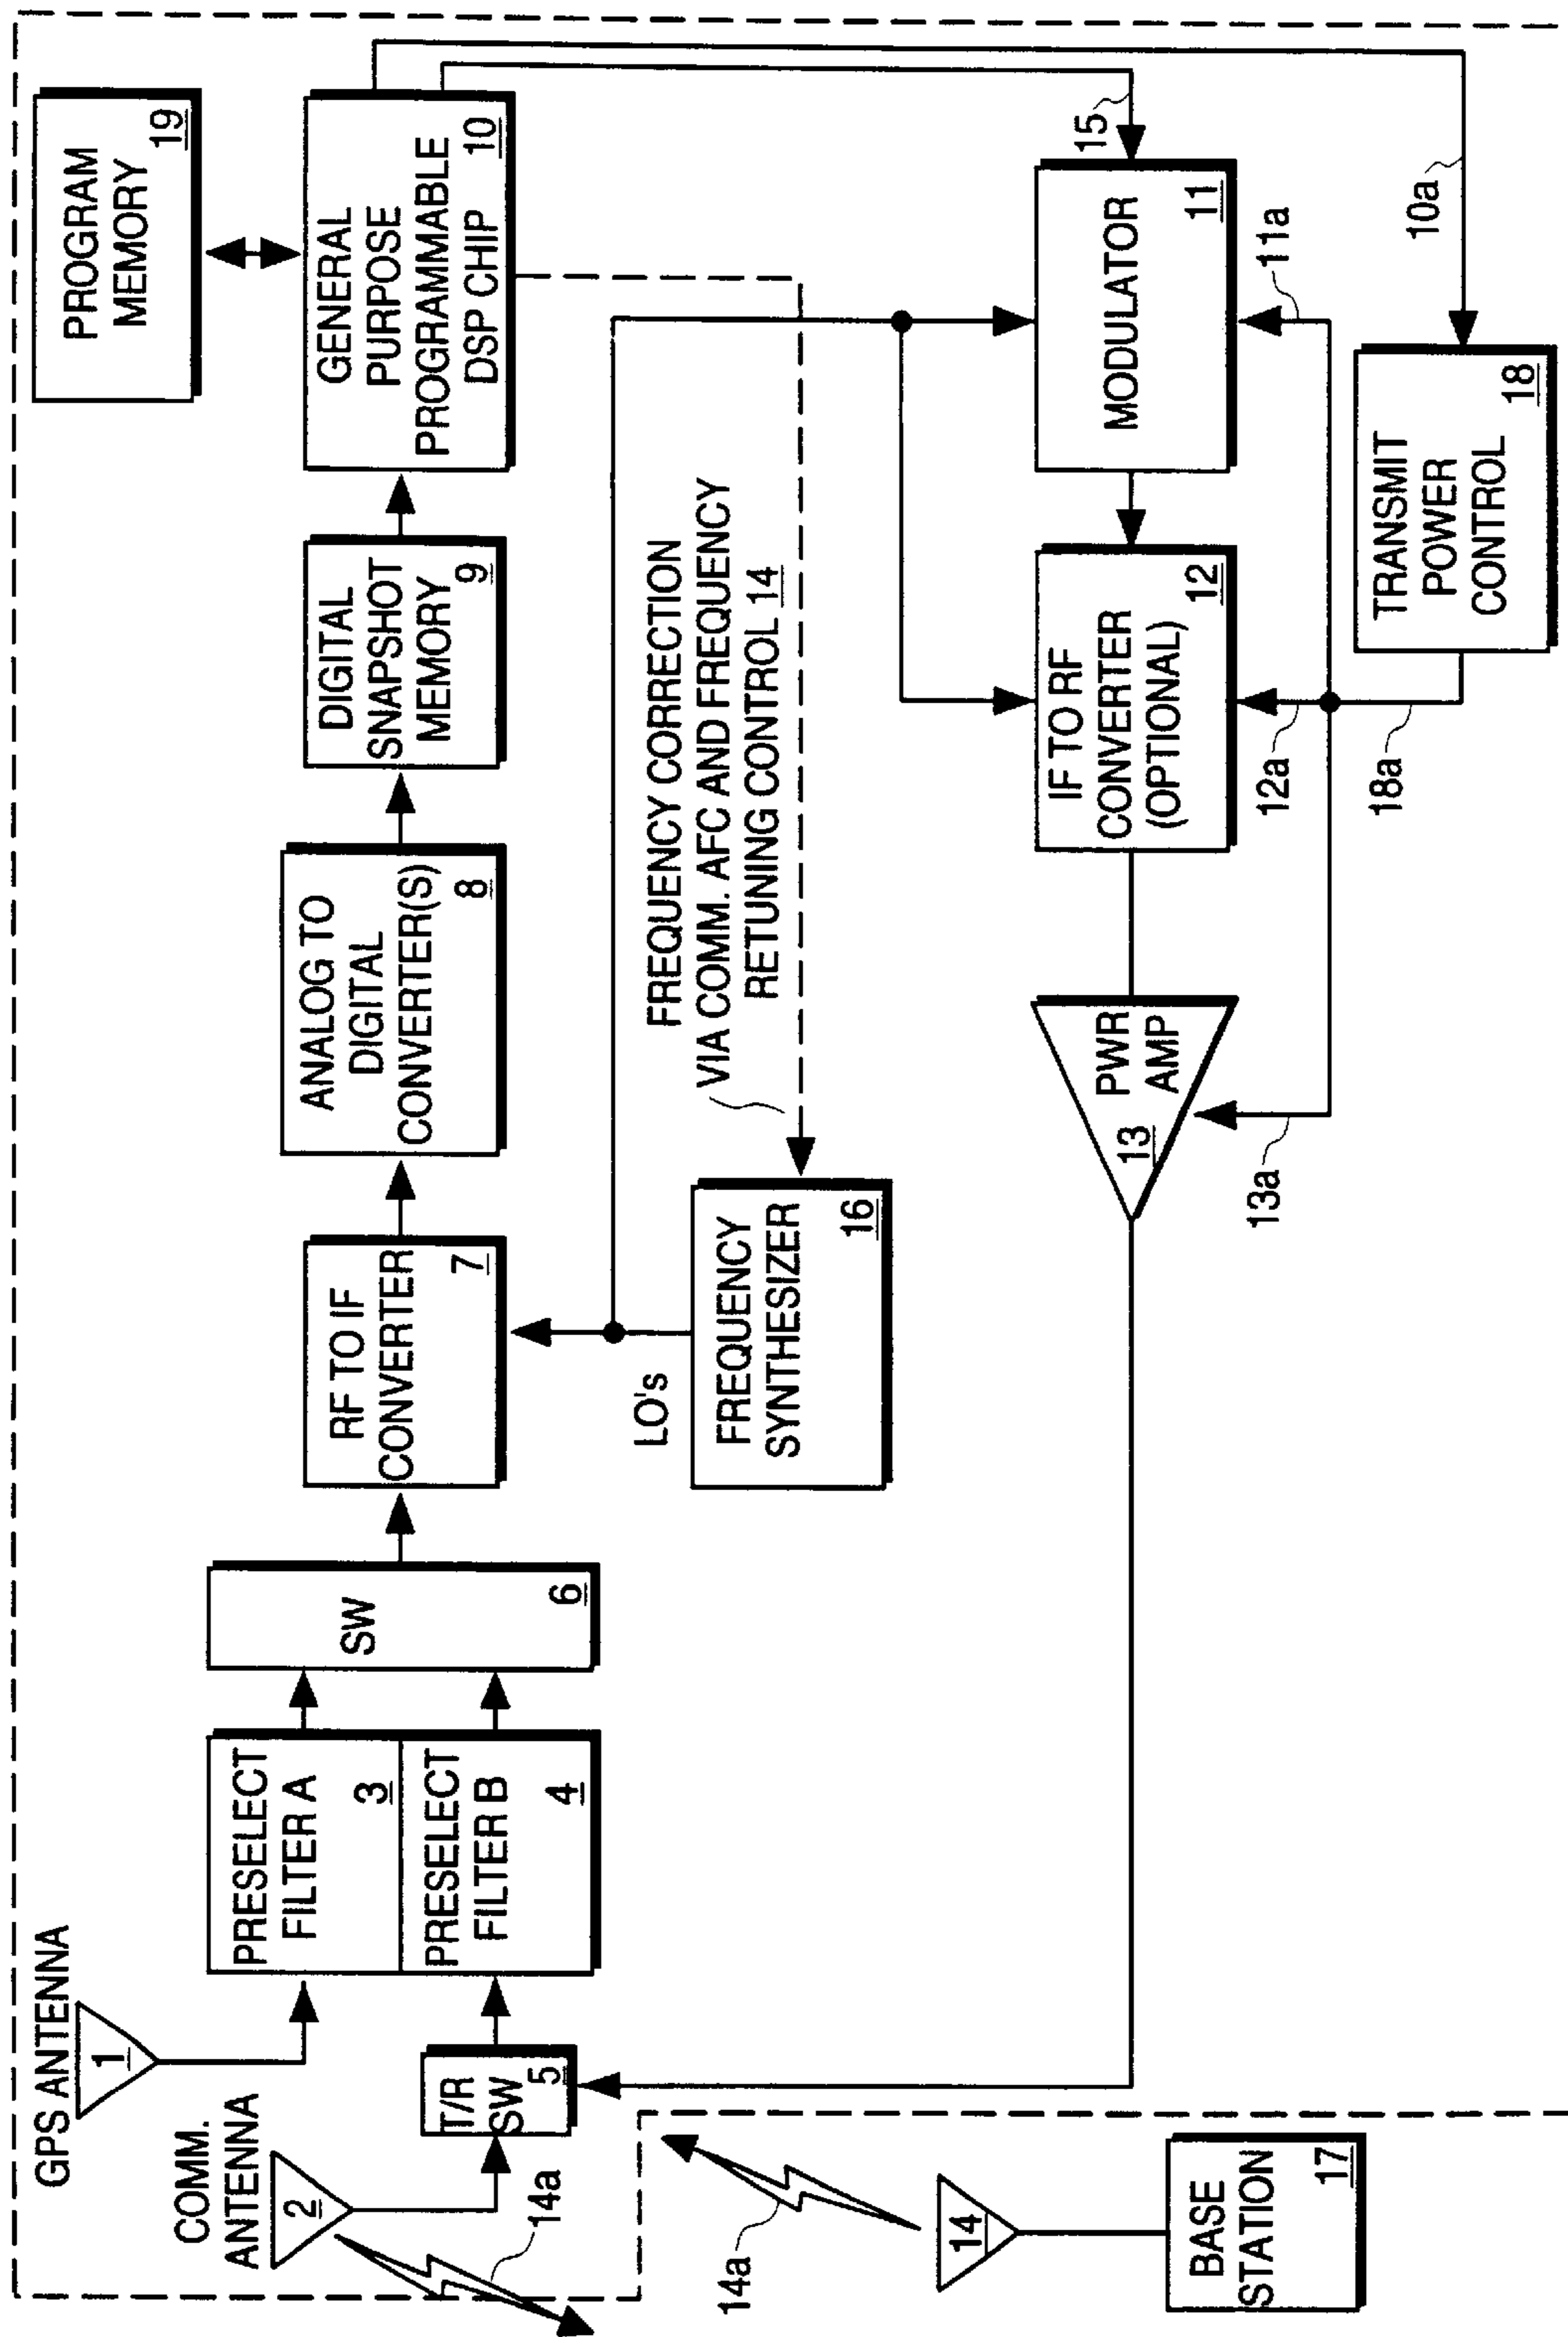 GPS ANTENNA
1
COMM.
ANTENNA
2
14a
T/R
SW
5
PRESELECT
FILTER A
3
PRESELECT
FILTER B
4
SW
6
RF TO IF
CONVERTER
7
ANALOG TO
DIGITAL
CONVERTER(S)
8
DIGITAL
SNAPSHOT
MEMORY
9
GENERAL
PURPOSE
PROGRAMMABLE
DSP CHIP
10
PROGRAM
MEMORY
19
LO's
FREQUENCY
SYNTHESIZER
16
FREQUENCY CORRECTION
VIA COMM. AFC AND FREQUENCY
RETUNING CONTROL 14
15
MODULATOR
11
11a
10a
IF TO RF
CONVERTER
(OPTIONAL)
12
12a
18a
TRANSMIT
POWER
CONTROL
18
PWR
AMP
13
13a
14a
14
BASE
STATION
17